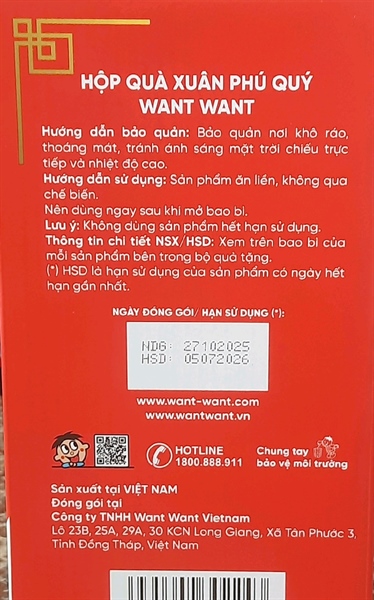 HỘP QUÀ XUÂN PHÚ QUÝ
WANT WANT
Hướng dẫn bảo quản: Bảo quản nơi khô ráo,
thoáng mát, tránh ánh sáng mặt trời chiếu trực
tiếp và nhiệt độ cao.
Hướng dẫn sử dụng: Sản phẩm ăn liền, không qua
chế biến.
Nên dùng ngay sau khi mở bao bì.
Lưu ý: Không dùng sản phẩm hết hạn sử dụng.
Thông tin chi tiết NSX/HSD: Xem trên bao bì của
mỗi sản phẩm bên trong bộ quà tặng.
(*) HSD là hạn sử dụng của sản phẩm có ngày hết
hạn gần nhất.
NGÀY ĐÓNG GÓI/ HẠN SỬ DỤNG (*):
NDG: 27102025
HSD: 05072026
www.want-want.com
www.wantwant.vn
HOTLINE
1800.888.911
Chung tay
bảo vệ môi trường
Sản xuất tại VIỆT NAM
Đóng gói tại
Công ty TNHH Want Want Vietnam
Lô 23B, 25A, 29A, 30 KCN Long Giang, Xã Tân Phước 3,
Tỉnh Đồng Tháp, Việt Nam.